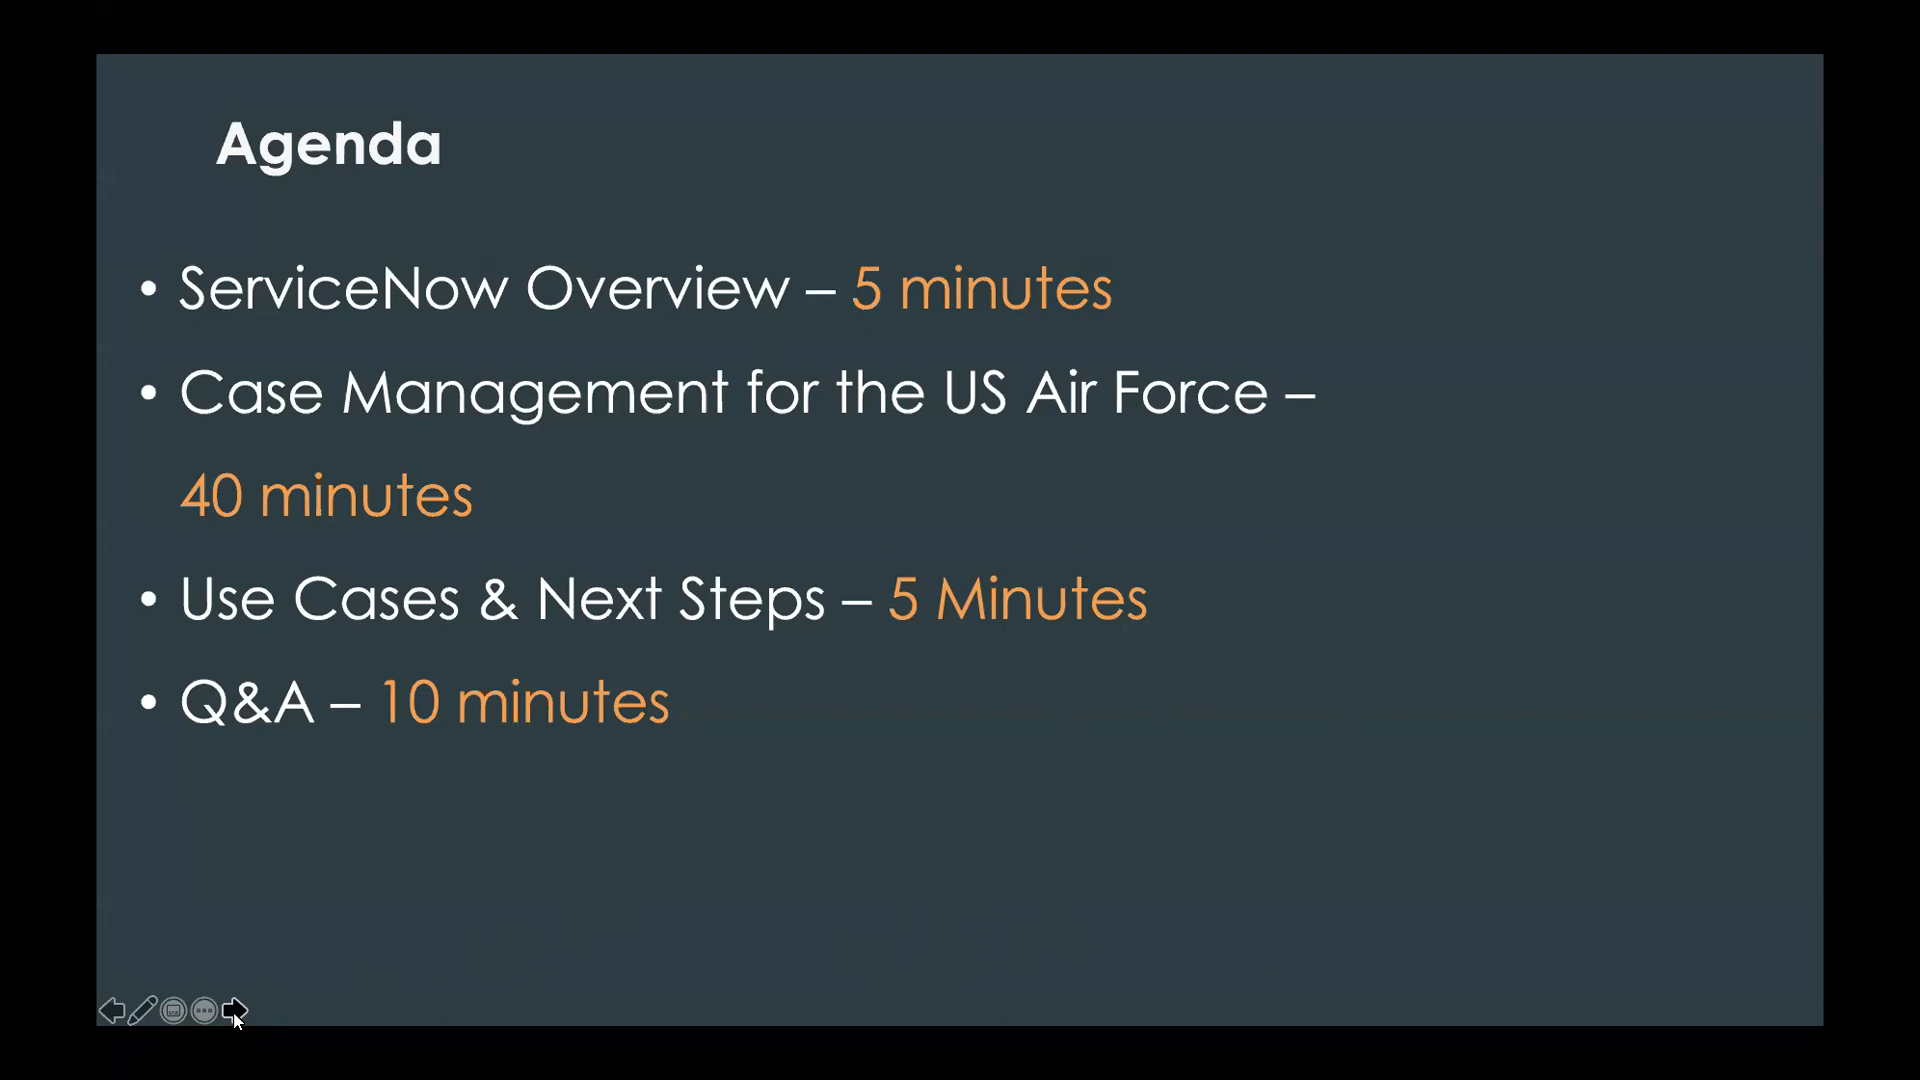 Agenda
• ServiceNow Overview – 5 minutes
• Case Management for the US Air Force –
40 minutes
• Use Cases & Next Steps – 5 Minutes
• Q&A – 10 minutes